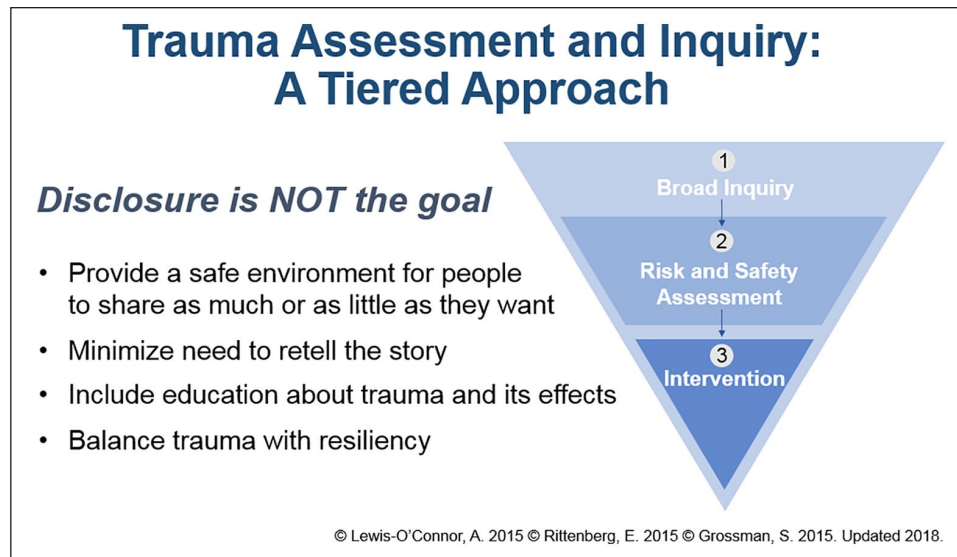 Trauma Assessment and Inquiry:
A Tiered Approach
Disclosure is NOT the goal
• Provide a safe environment for people
to share as much or as little as they want
• Minimize need to retell the story
• Include education about trauma and its effects
• Balance trauma with resiliency
1
Broad Inquiry
2
Risk and Safety
Assessment
3
Intervention
© Lewis-O'Connor, A. 2015 © Rittenberg, E. 2015 © Grossman, S. 2015. Updated 2018.